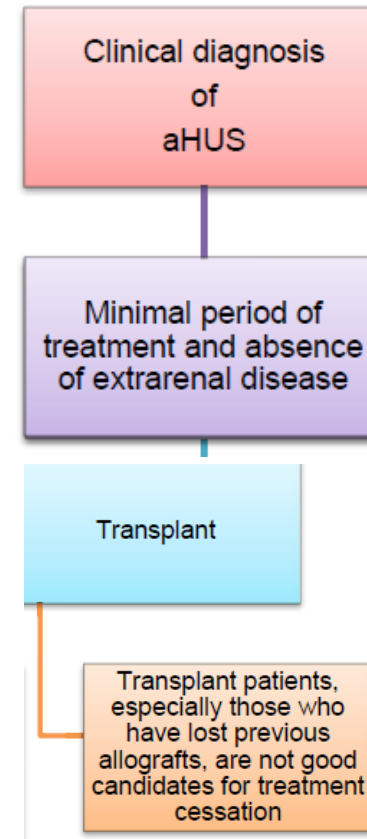 Clinical diagnosis
of
aHUS
Minimal period of
treatment and absence
of extrarenal disease
Transplant
Transplant patients,
especially those who
have lost previous
allografts, are not good
candidates for treatment
cessation